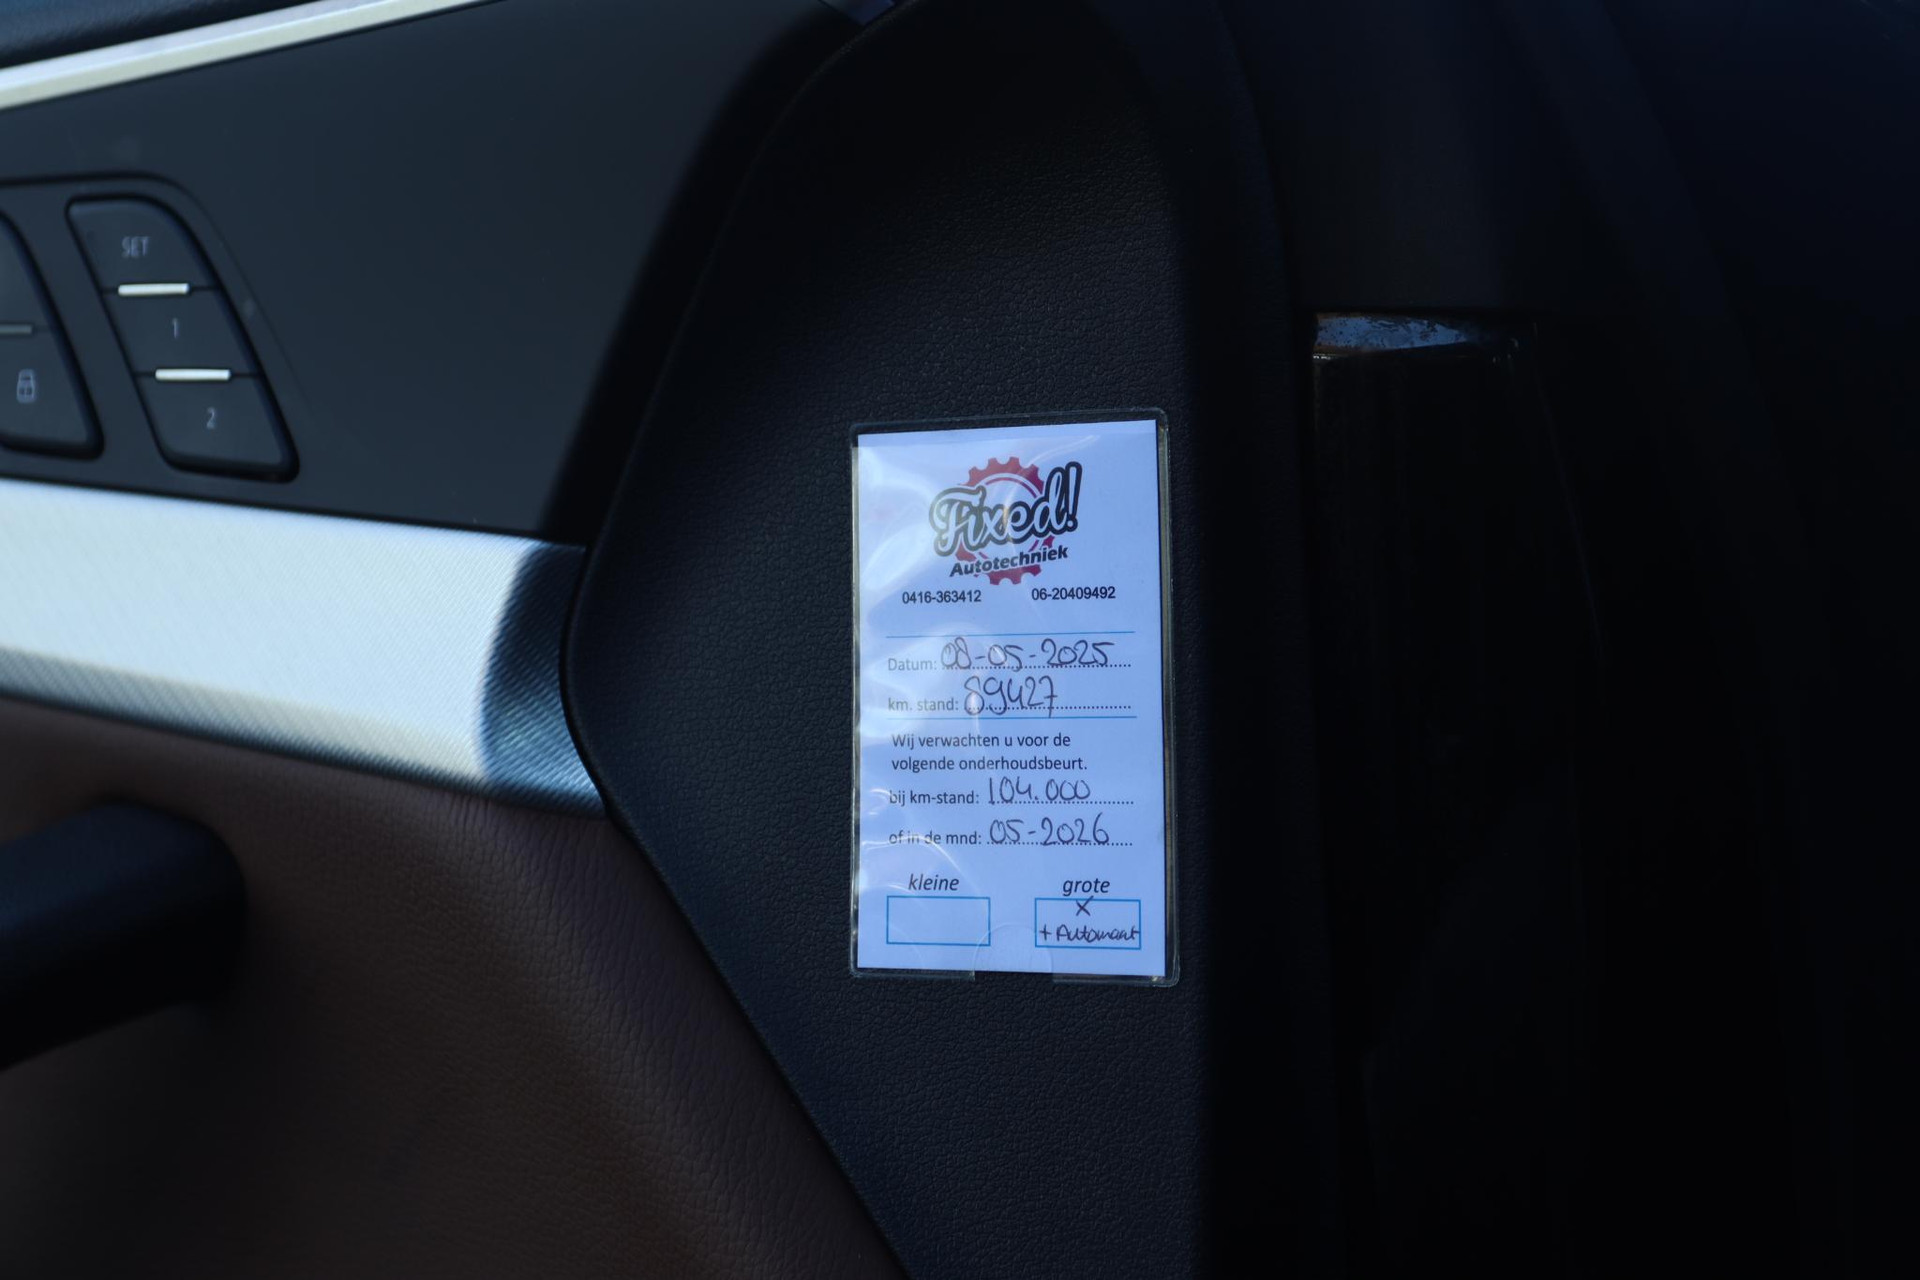 SET
1
2
Fixed!
Autotechniek
0416-363412 06-20409492
Datum: 08-05-2025
km. stand: 89427
Wij verwachten u voor de
volgende onderhoudsbeurt.
bij km-stand: 104.000
of in de mnd: 05-2026
kleine grote
X
+ Automaat